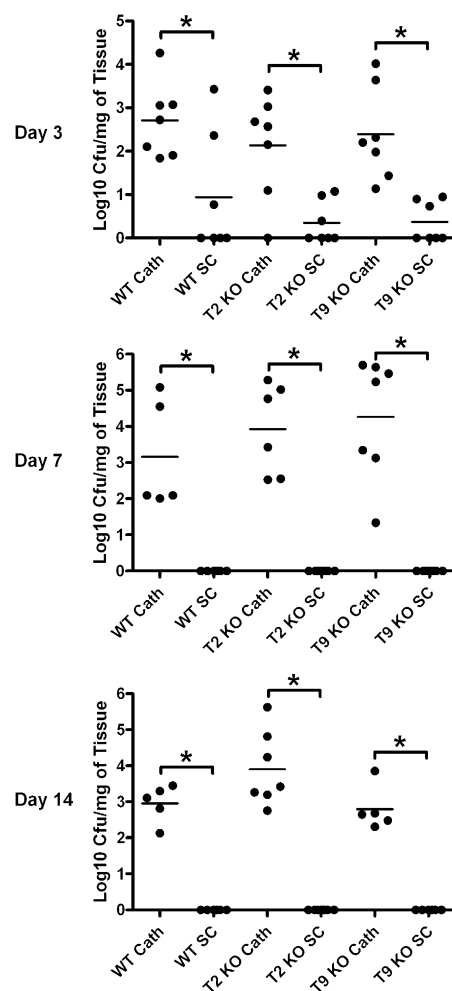 Day 3
Log10 Cfu/mg of Tissue
5
4
3
2
1
0
*
*
*
WT Cath
WT SC
T2 KO Cath
T2 KO SC
T9 KO Cath
T9 KO SC
Day 7
Log10 Cfu/mg of Tissue
6
5
4
3
2
1
0
*
*
*
WT Cath
WT SC
T2 KO Cath
T2 KO SC
T9 KO Cath
T9 KO SC
Day 14
Log10 Cfu/mg of Tissue
6
5
4
3
2
1
0
*
*
*
WT Cath
WT SC
T2 KO Cath
T2 KO SC
T9 KO Cath
T9 KO SC